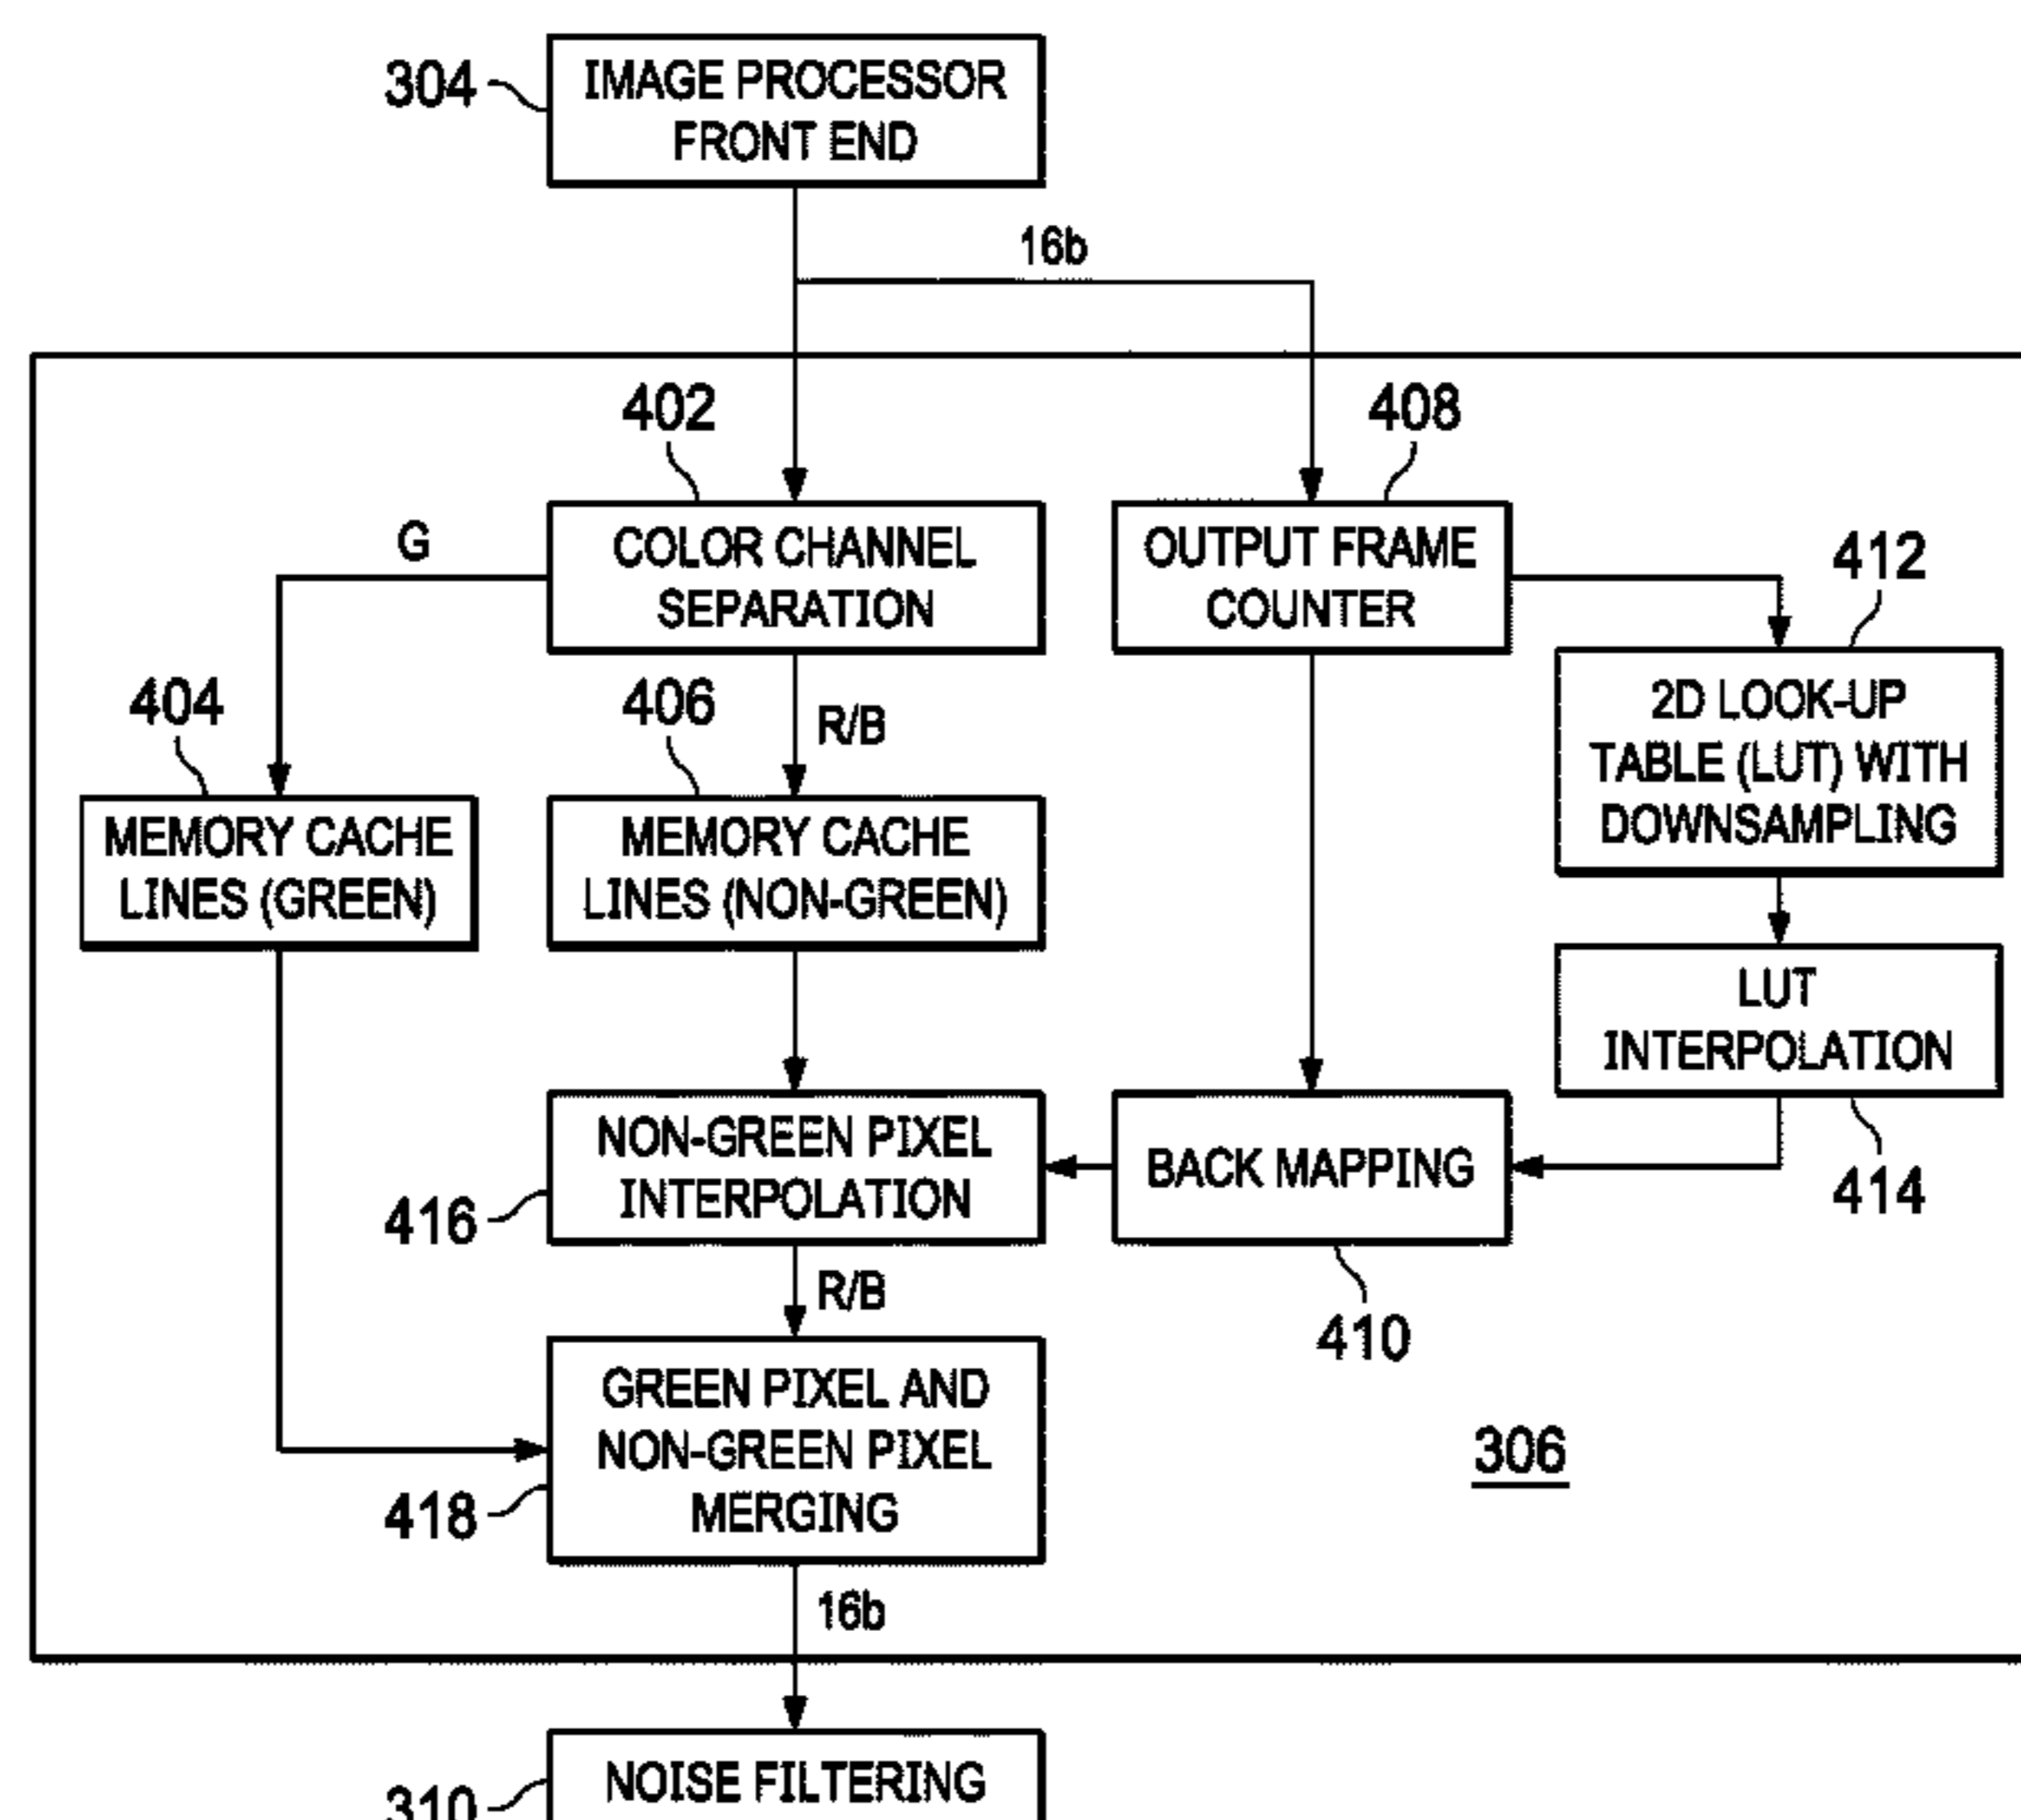 304
IMAGE PROCESSOR
FRONT END
16b
402
408
G
COLOR CHANNEL
SEPARATION
OUTPUT FRAME
COUNTER
412
404
406
R/B
2D LOOK-UP
TABLE (LUT) WITH
DOWNSAMPLING
MEMORY CACHE
LINES (GREEN)
MEMORY CACHE
LINES (NON-GREEN)
LUT
INTERPOLATION
NON-GREEN PIXEL
INTERPOLATION
BACK MAPPING
416
414
R/B
410
GREEN PIXEL AND
NON-GREEN PIXEL
MERGING
306
418
16b
NOISE FILTERING
310